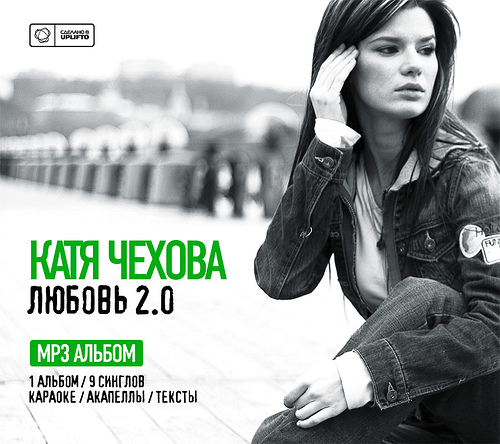 СДЕЛАНО В
UPLIFTO
КАТЯ ЧЕХОВА
ЛЮБОВЬ 2.0
MP3 АЛЬБОМ
1 АЛЬБОМ / 9 СИНГЛОВ
КАРАОКЕ / АКАПЕЛЛЫ / ТЕКСТЫ